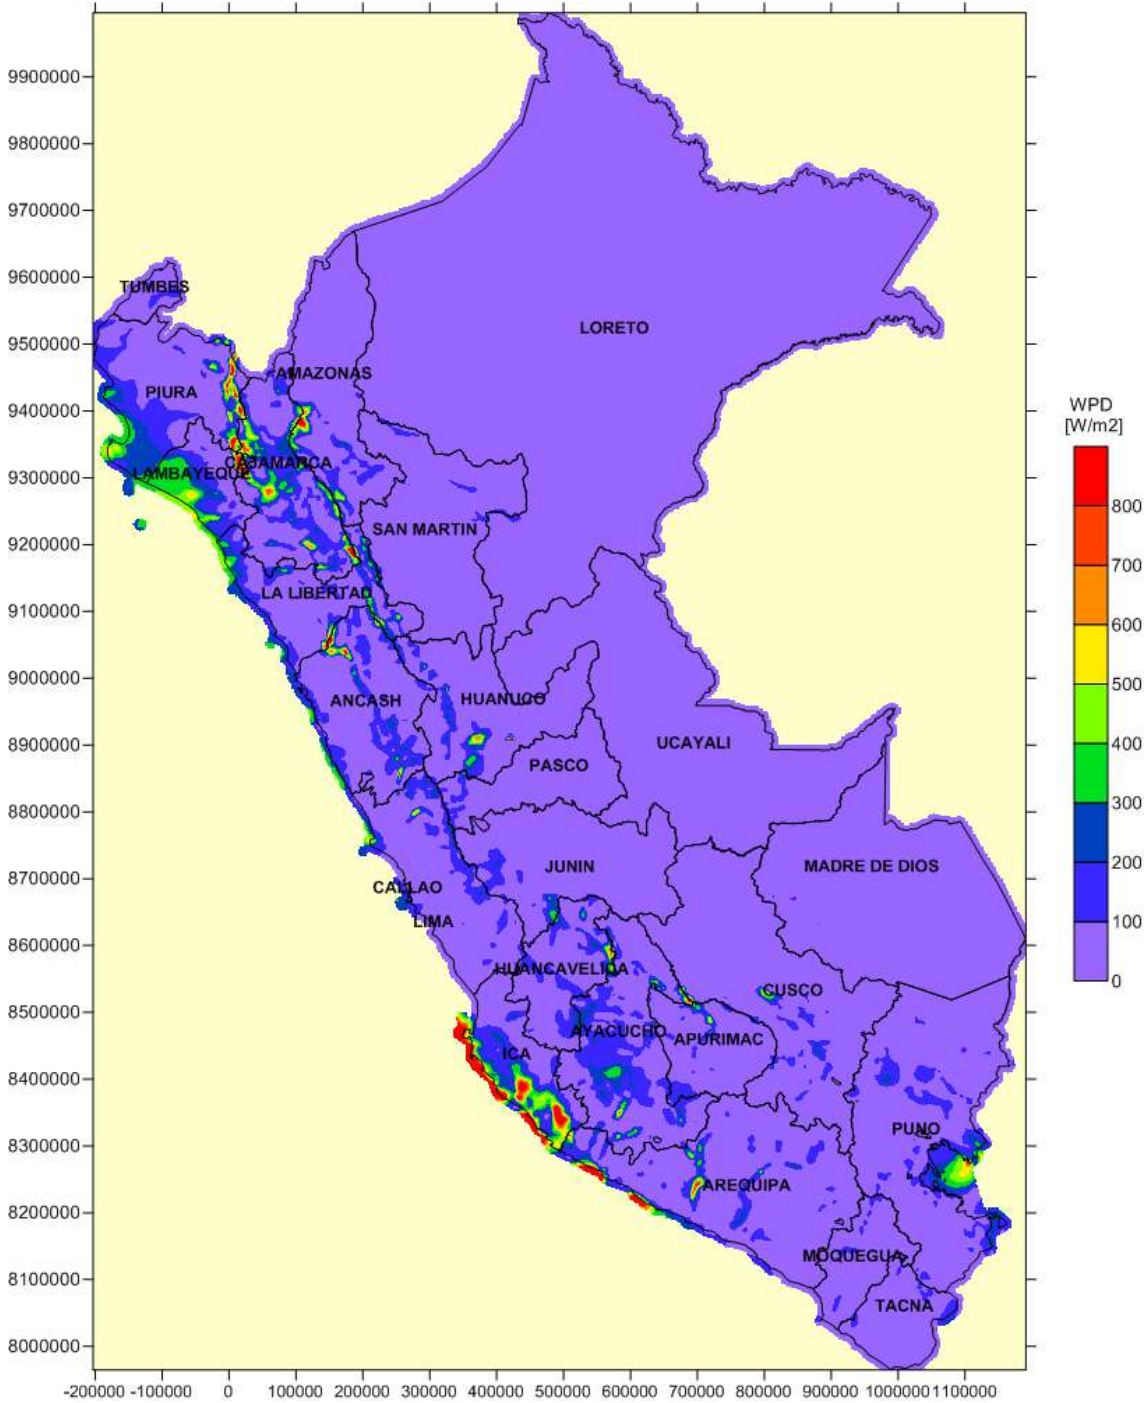 9900000
9800000
9700000
9600000
9500000
9400000
9300000
9200000
9100000
9000000
8900000
8800000
8700000
8600000
8500000
8400000
8300000
8200000
8100000
8000000
TUMBES
LORETO
AMAZONAS
PIURA
CAJAMARCA
LAMBAYEQUE
SAN MARTIN
LA LIBERTAD
ANCASH
HUANUCO
UCAYALI
PASCO
JUNIN
MADRE DE DIOS
CALLAO
LIMA
HUANCAVELICA
CUSCO
AYACUCHO
APURIMAC
ICA
PUNO
AREQUIPA
MOQUEGUA
TACNA
WPD
[W/m2]
800
700
600
500
400
300
200
100
0
-200000 -100000 0 100000 200000 300000 400000 500000 600000 700000 800000 900000 1000000 1100000